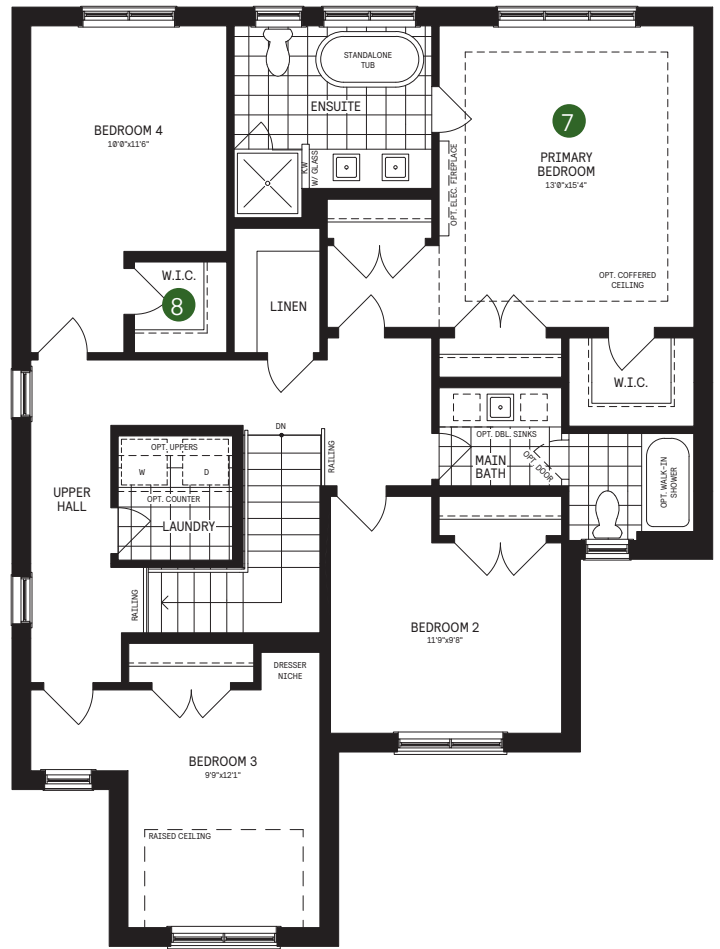 STANDALONE
TUB
ENSUITE
BEDROOM 4
10'0"x11'6"
7
PRIMARY
BEDROOM
13'0"x15'4"
KW
W/ GLASS
OPT. ELEC. FIREPLACE
OPT. COFFERED
CEILING
W.I.C.
8
LINEN
W.I.C.
DN
RAILING
OPT. UPPERS
W
D
OPT. COUNTER
LAUNDRY
OPT. DBL. SINKS
MAIN
BATH
OPT. DOOR
OPT. WALK-IN
SHOWER
UPPER
HALL
RAILING
BEDROOM 2
11'9"x9'8"
DRESSER
NICHE
BEDROOM 3
9'9"x12'1"
RAISED CEILING